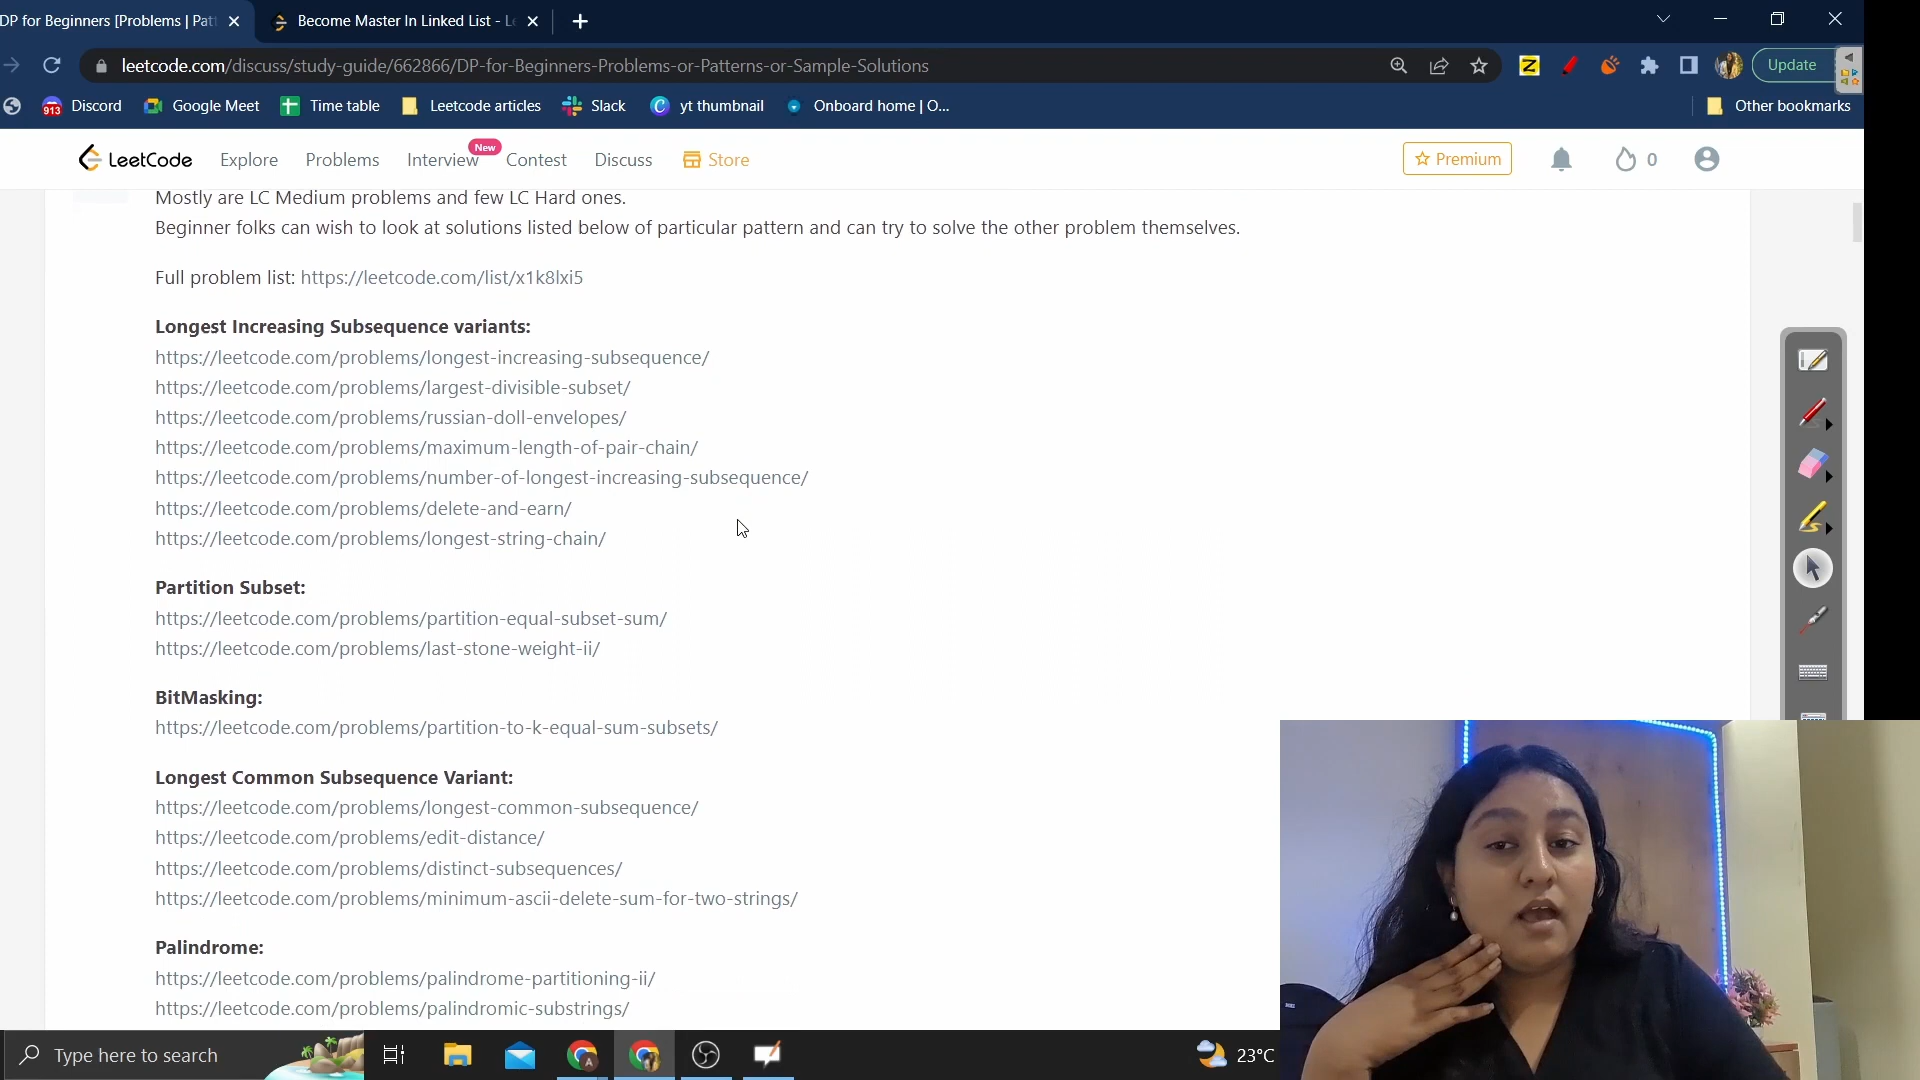 DP for Beginners [Problems | Pat
Become Master In Linked List - Le
leetcode.com/discuss/study-guide/662866/DP-for-Beginners-Problems-or-Patterns-or-Sample-Solutions
Update
913 Discord
Google Meet
Time table
Leetcode articles
Slack
yt thumbnail
Onboard home | O...
Other bookmarks
LeetCode
Explore
Problems
Interview
New
Contest
Discuss
Store
Premium
0
Mostly are LC Medium problems and few LC Hard ones.
Beginner folks can wish to look at solutions listed below of particular pattern and can try to solve the other problem themselves.
Full problem list: https://leetcode.com/list/x1k8lxi5
Longest Increasing Subsequence variants:
https://leetcode.com/problems/longest-increasing-subsequence/
https://leetcode.com/problems/largest-divisible-subset/
https://leetcode.com/problems/russian-doll-envelopes/
https://leetcode.com/problems/maximum-length-of-pair-chain/
https://leetcode.com/problems/number-of-longest-increasing-subsequence/
https://leetcode.com/problems/delete-and-earn/
https://leetcode.com/problems/longest-string-chain/
Partition Subset:
https://leetcode.com/problems/partition-equal-subset-sum/
https://leetcode.com/problems/last-stone-weight-ii/
BitMasking:
https://leetcode.com/problems/partition-to-k-equal-sum-subsets/
Longest Common Subsequence Variant:
https://leetcode.com/problems/longest-common-subsequence/
https://leetcode.com/problems/edit-distance/
https://leetcode.com/problems/distinct-subsequences/
https://leetcode.com/problems/minimum-ascii-delete-sum-for-two-strings/
Palindrome:
https://leetcode.com/problems/palindrome-partitioning-ii/
https://leetcode.com/problems/palindromic-substrings/
Type here to search
23°C